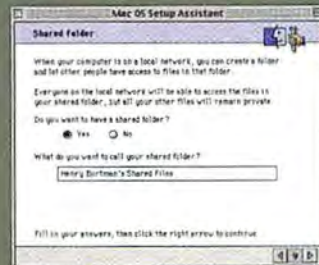 Mac OS Setup Assistant
Shared folder
When your computer is on a local network, you can create a folder
and let other people have access to files in that folder.
Everyone on the local network will be able to access the files in
your shared folder, but all your other files will remain private.
Do you want to have a shared folder?
Yes No
What do you want to call your shared folder?
Henry Bortman's Shared Files
Fill in your answers, then click the right arrow to continue.
9